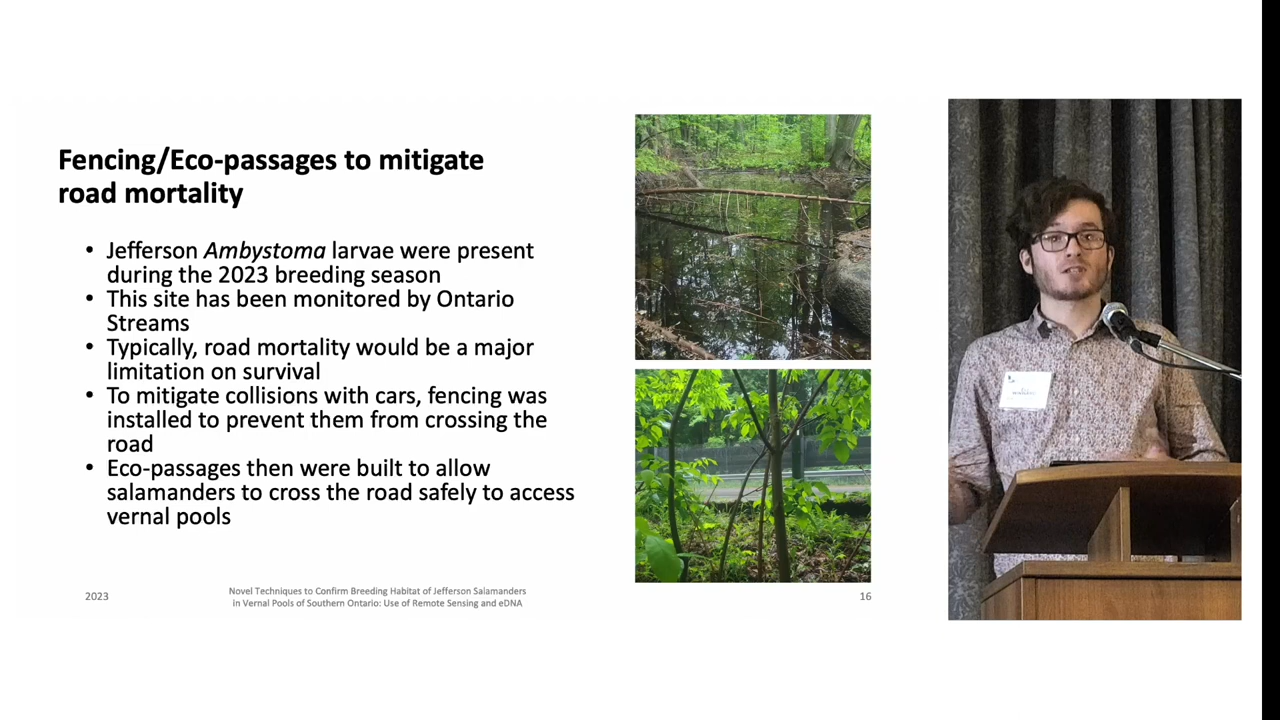 Fencing/Eco-passages to mitigate
road mortality
• Jefferson Ambystoma larvae were present
during the 2023 breeding season
• This site has been monitored by Ontario
Streams
• Typically, road mortality would be a major
limitation on survival
• To mitigate collisions with cars, fencing was
installed to prevent them from crossing the
road
• Eco-passages then were built to allow
salamanders to cross the road safely to access
vernal pools
2023
Novel Techniques to Confirm Breeding Habitat of Jefferson Salamanders
in Vernal Pools of Southern Ontario: Use of Remote Sensing and eDNA
16